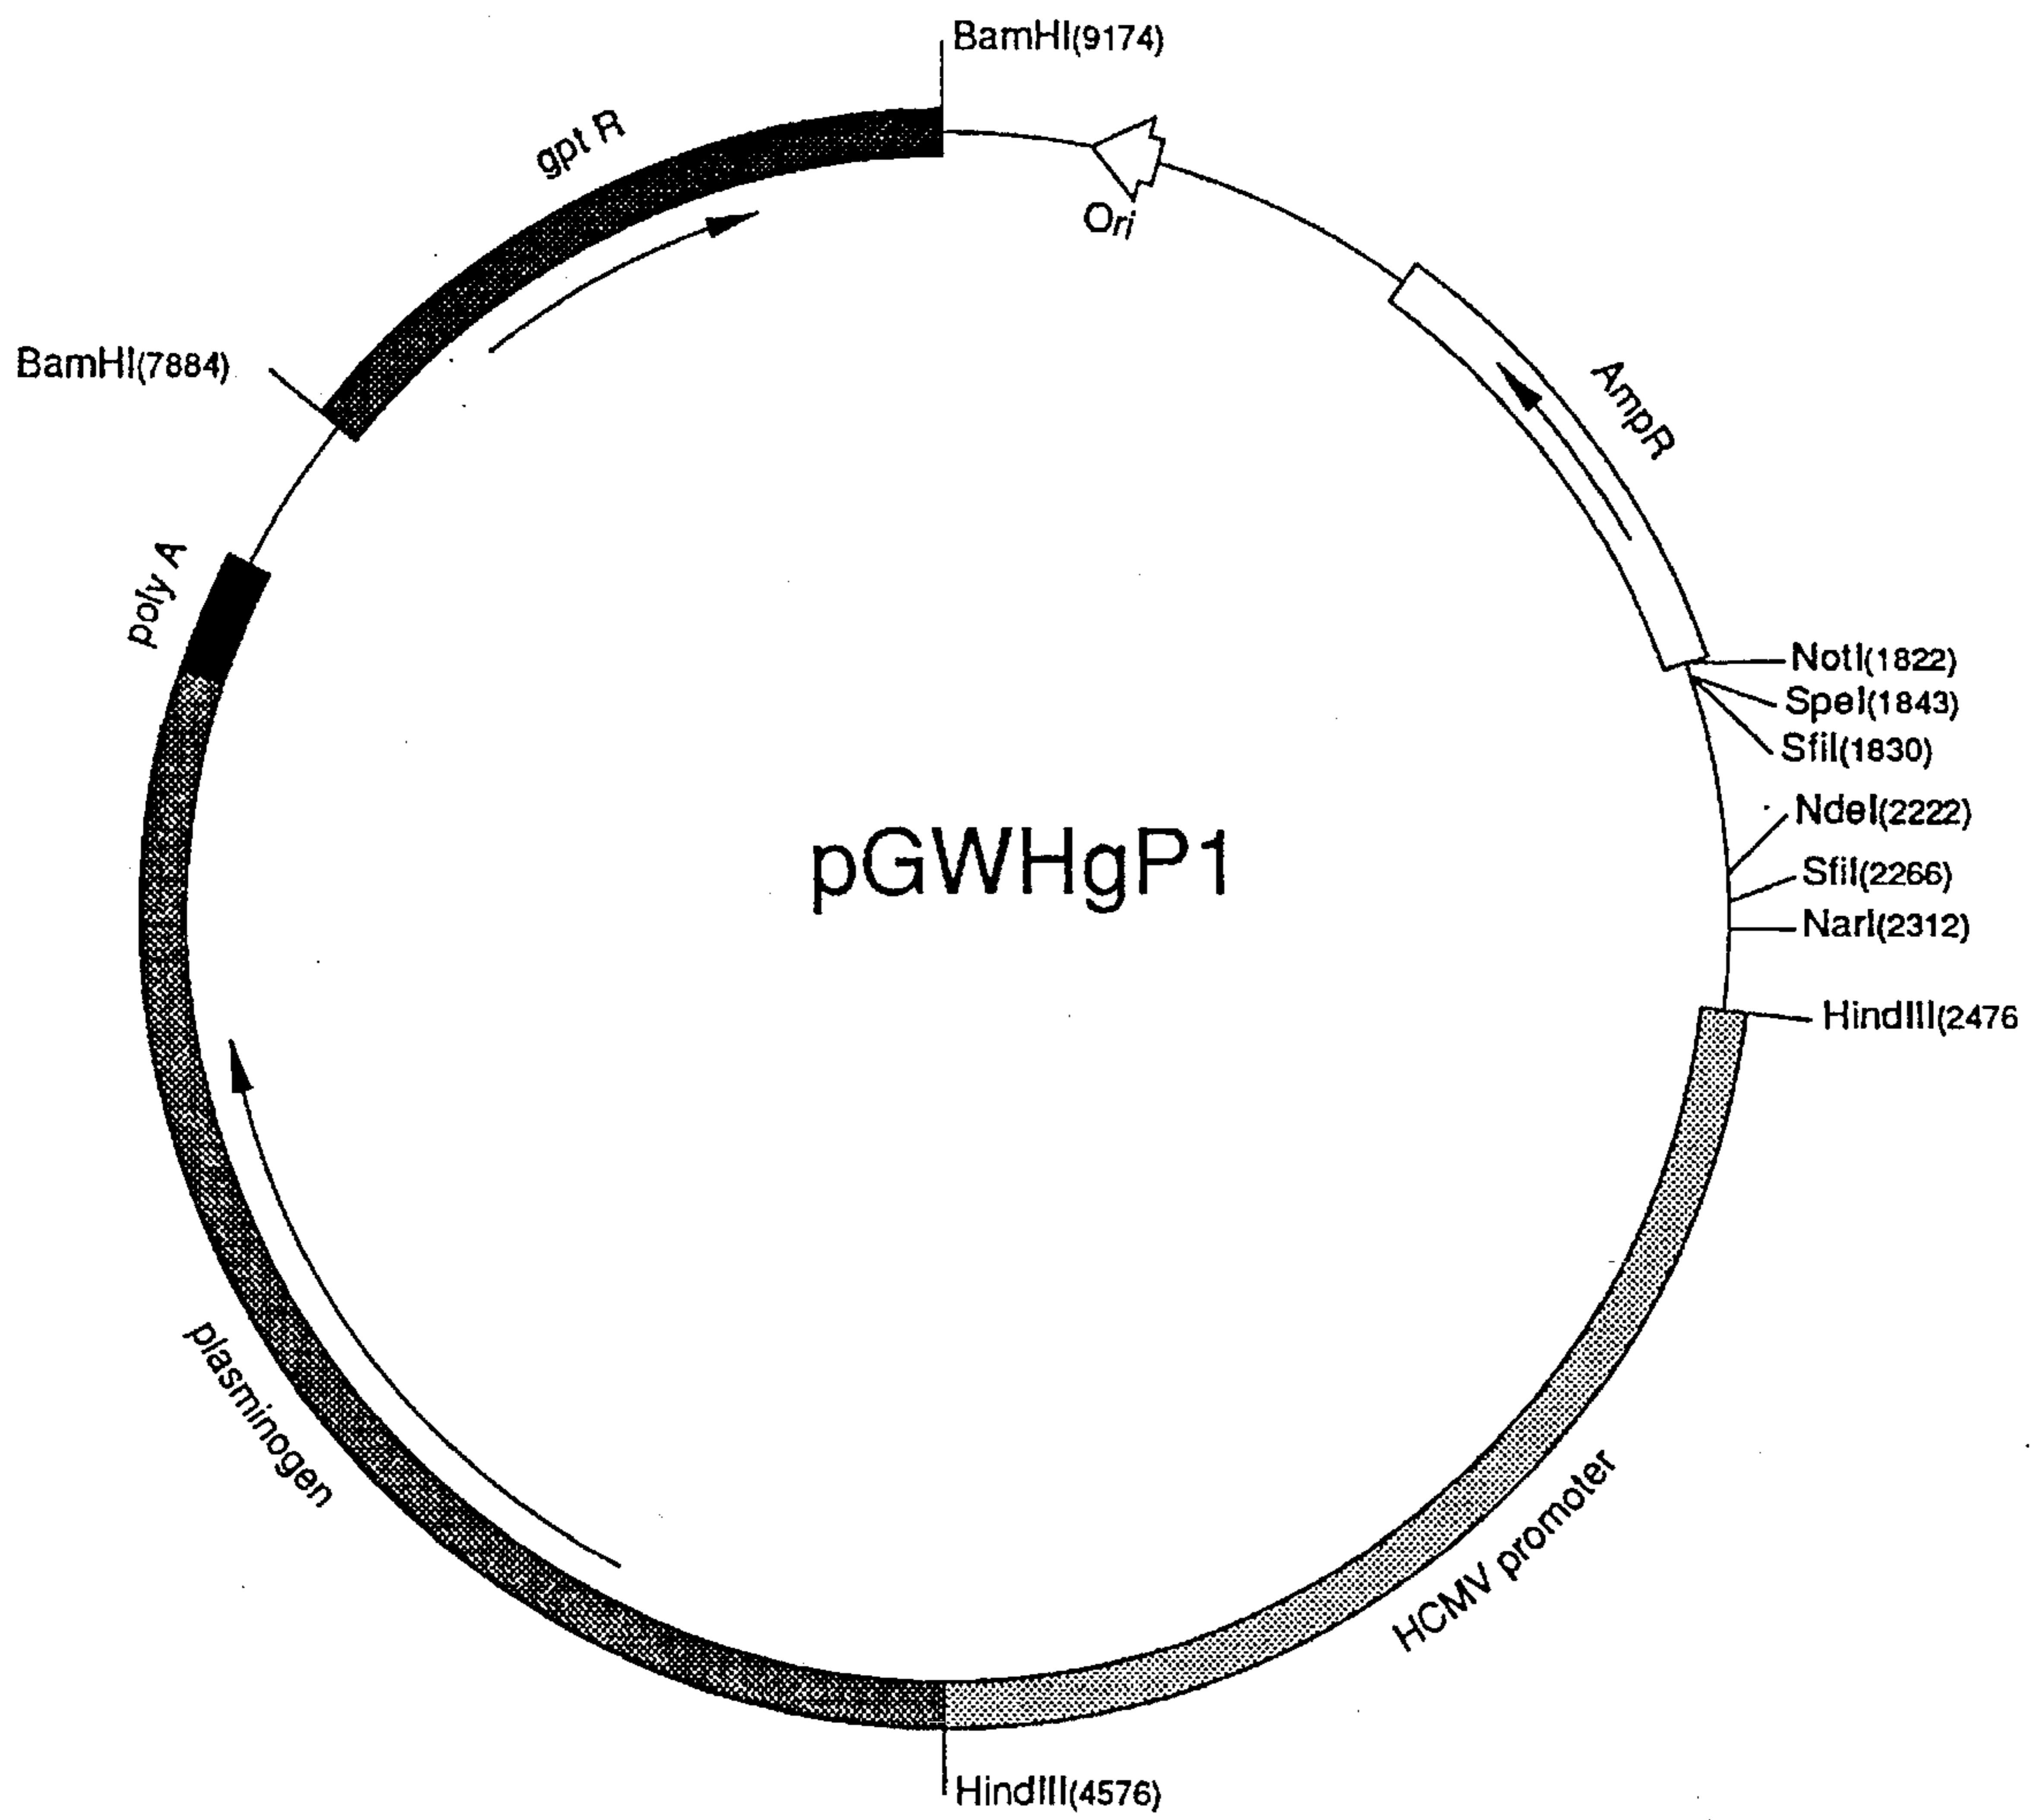 BamHI(9174)
gpt R
Ori
BamHI(7884)
AmpR
poly A
NotI(1822)
SpeI(1843)
SfiI(1830)
NdeI(2222)
SfiI(2266)
NarI(2312)
pGWHgP1
HindIII(2476
plasminogen
HCMV promoter
HindIII(4576)